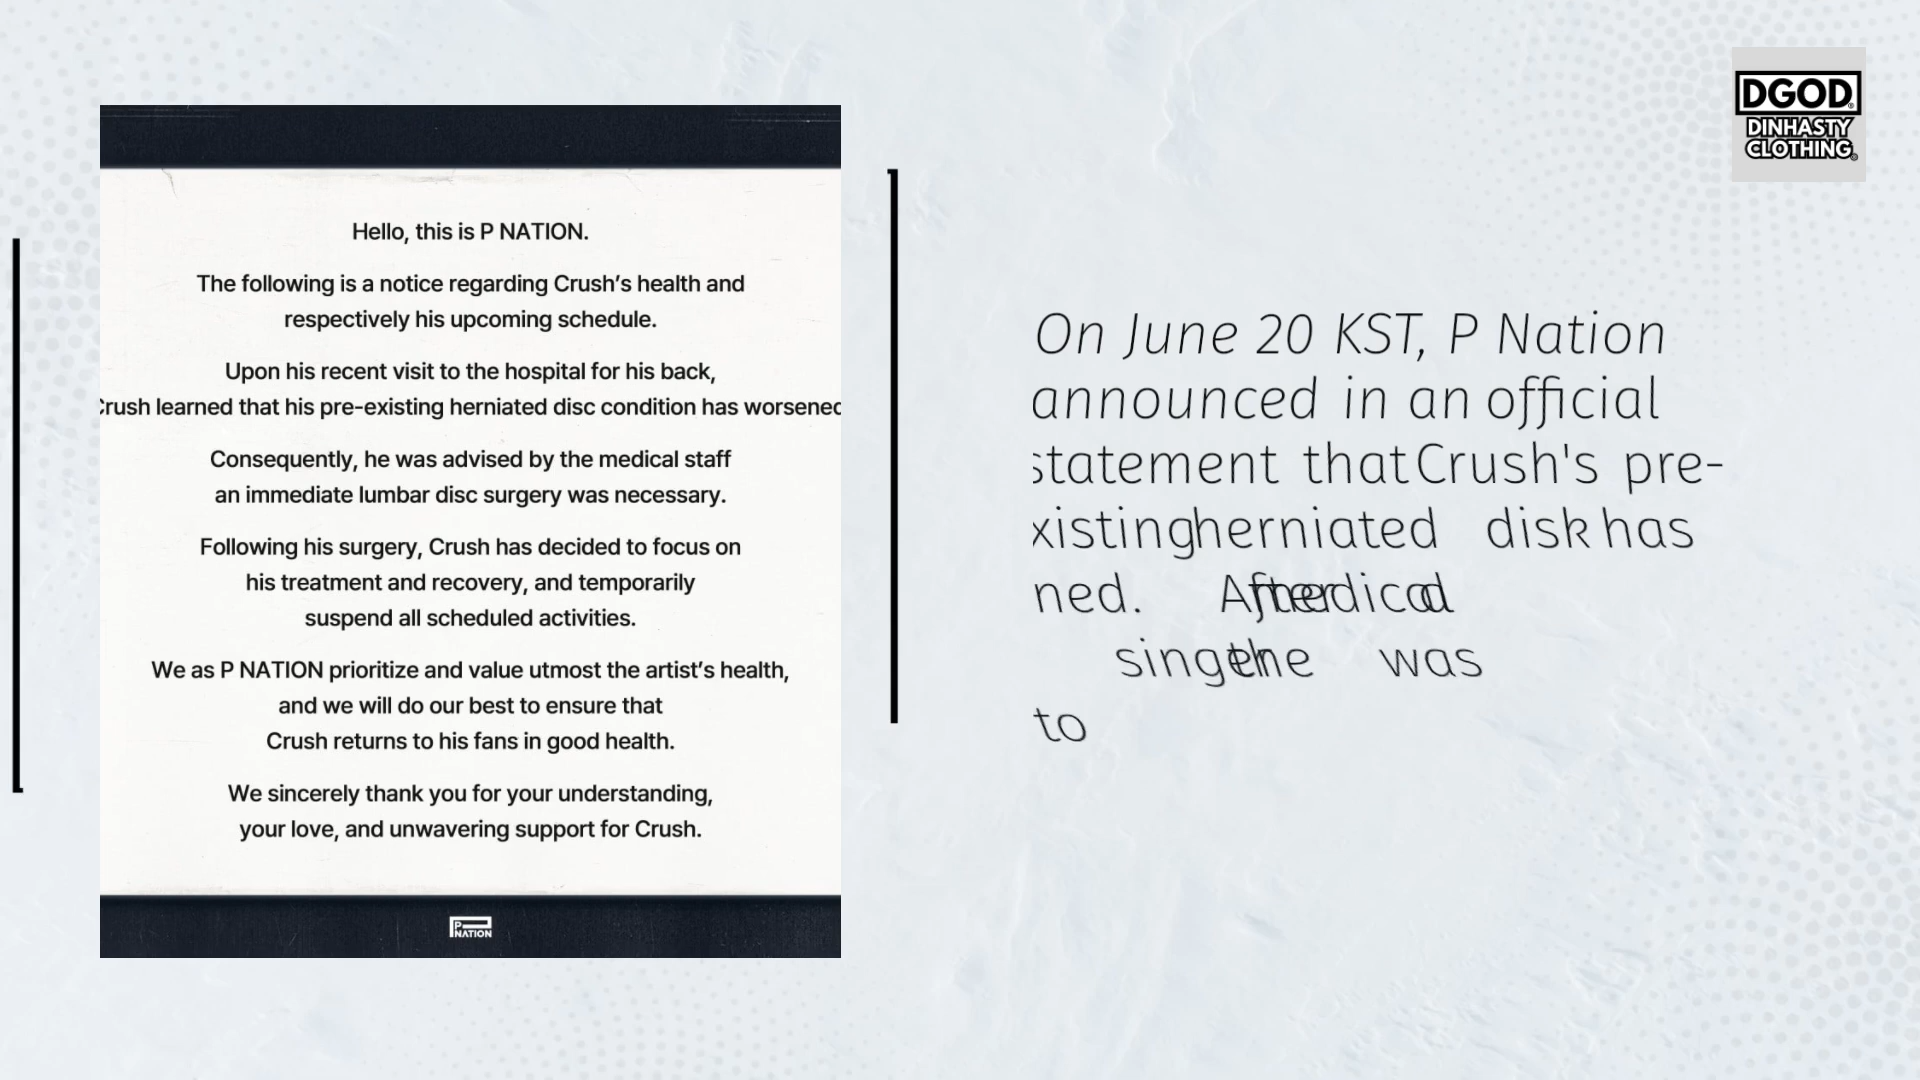 Hello, this is P NATION.
The following is a notice regarding Crush's health and
respectively his upcoming schedule.
Upon his recent visit to the hospital for his back,
Crush learned that his pre-existing herniated disc condition has worsened
Consequently, he was advised by the medical staff
an immediate lumbar disc surgery was necessary.
Following his surgery, Crush has decided to focus on
his treatment and recovery, and temporarily
suspend all scheduled activities.
We as P NATION prioritize and value utmost the artist's health,
and we will do our best to ensure that
Crush returns to his fans in good health.
We sincerely thank you for your understanding,
your love, and unwavering support for Crush.
P NATION
DGOD
DINHASTY
CLOTHING
On June 20 KST, P Nation
announced in an official
statement that Crush's pre-
xisting herniated disk has
ned. After medical
singer the was
to